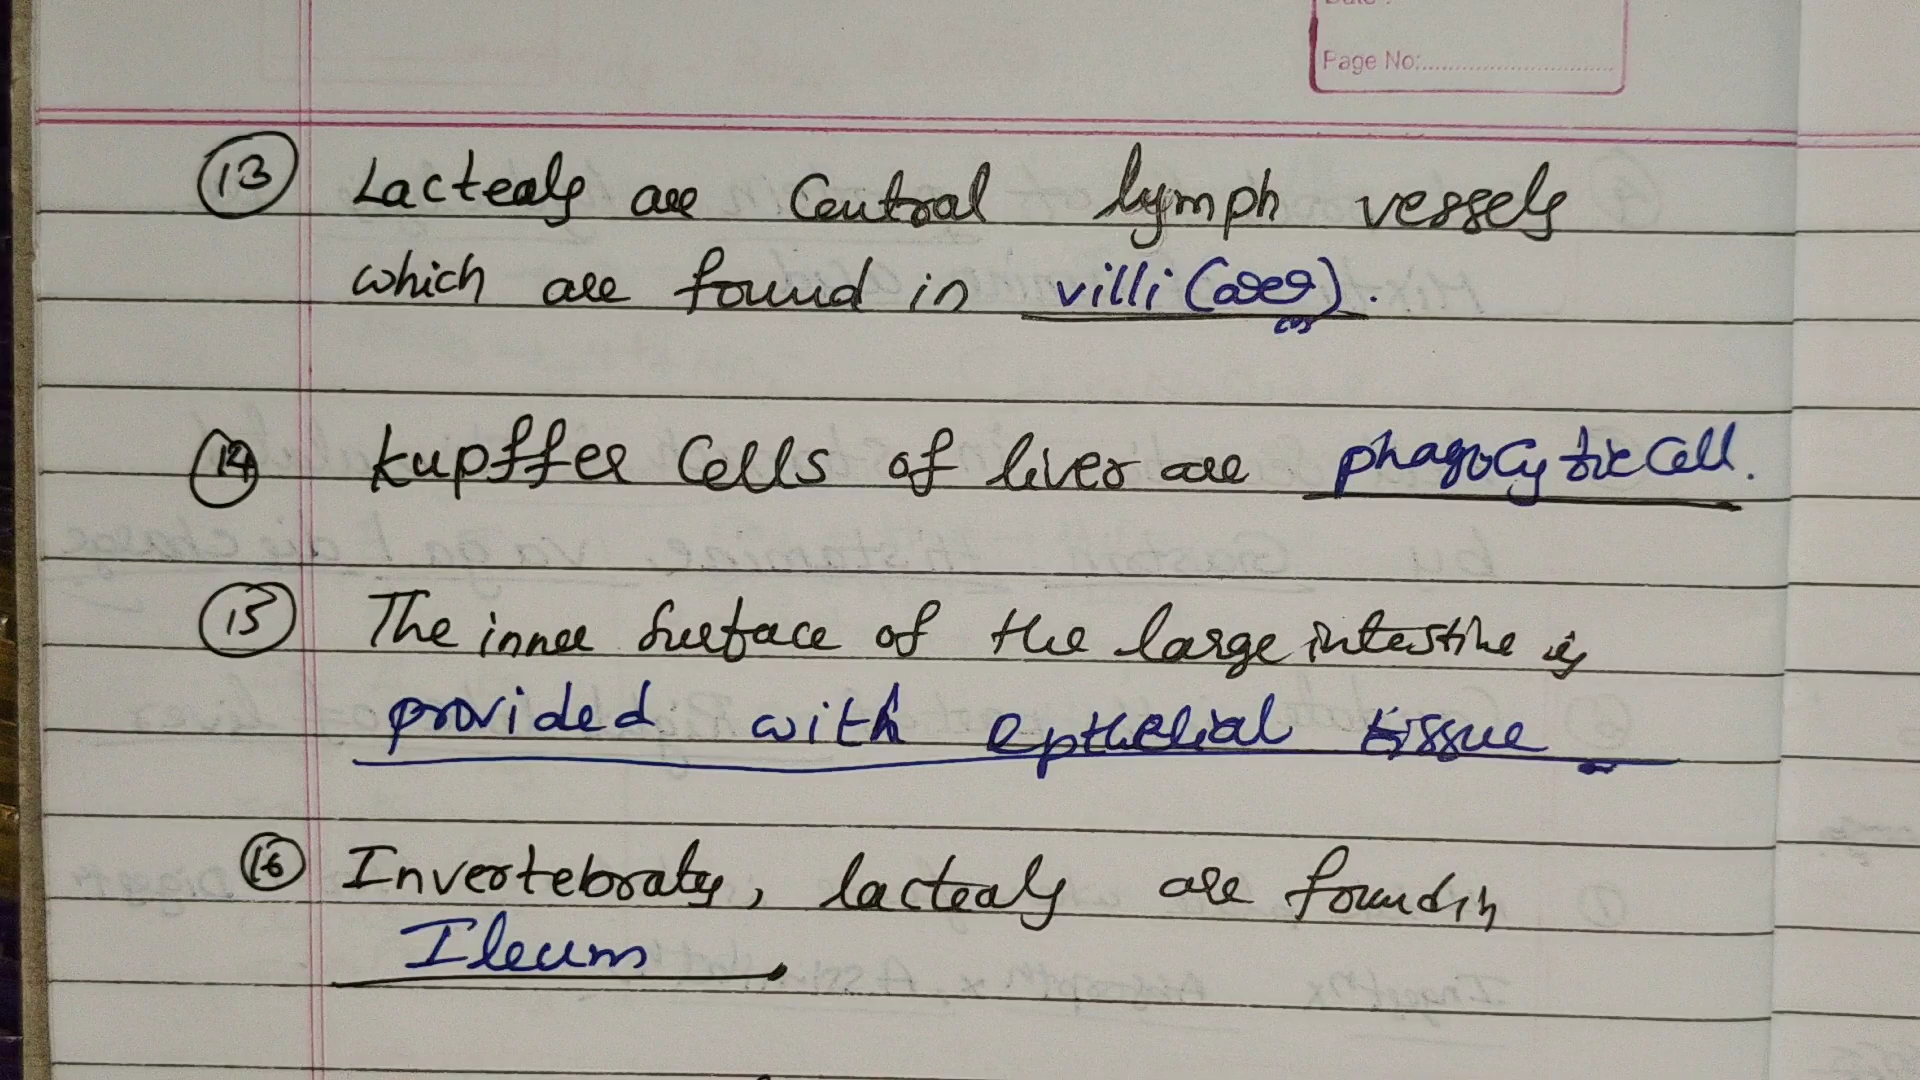 Page No:
13 Lacteals are Central lymph vessels
which are found in villi
14 Kupffer Cells of liver are phagocytic cell.
15 The inner surface of the large intestine is
provided with epthelial tissue
16 Invertebrates, lacteals are found in
Ileum